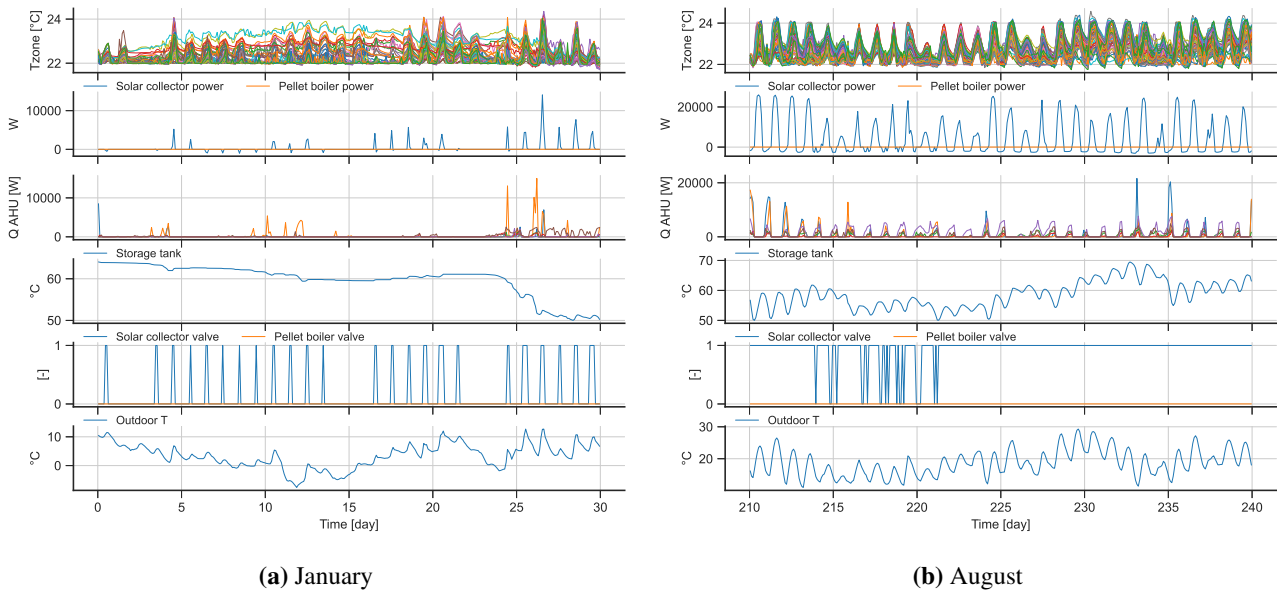 24
22
Tzone [°C]
Solar collector power Pellet boiler power
10000
0
W
10000
0
Q AHU [W]
Storage tank
60
50
°C
Solar collector valve Pellet boiler valve
1
0
[-]
Outdoor T
10
0
°C
0 5 10 15 20 25 30
Time [day]
(a) January
24
22
Tzone [°C]
Solar collector power Pellet boiler power
20000
0
W
20000
0
Q AHU [W]
Storage tank
70
60
50
°C
Solar collector valve Pellet boiler valve
1
0
[-]
Outdoor T
30
20
°C
210 215 220 225 230 235 240
Time [day]
(b) August